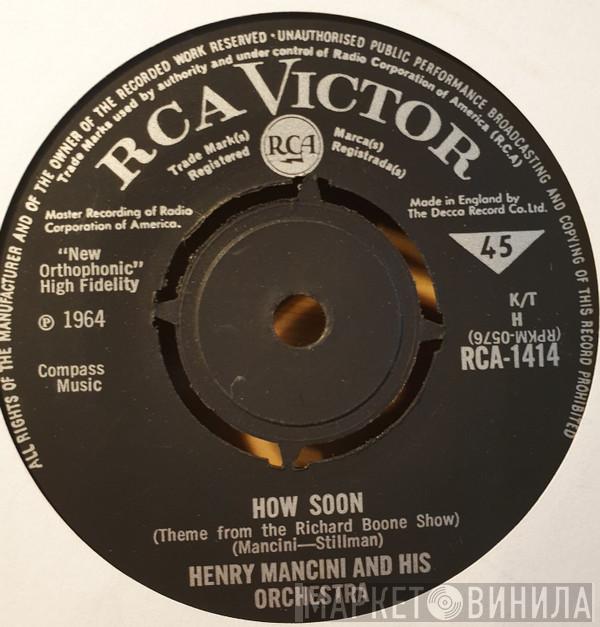 ALL RIGHTS OF THE MANUFACTURER AND OF THE OWNER OF THE RECORDED WORK RESERVED · UNAUTHORISED PUBLIC PERFORMANCE BROADCASTING AND COPYING OF THIS RECORD PROHIBITED
Trade Marks used by authority and under control of Radio Corporation of America (R.C.A)
RCA VICTOR
Trade Mark(s)
Registered
RCA
Marca(s)
Registrada(s)
Master Recording of Radio
Corporation of America.
Made in England by
The Decca Record Co. Ltd.
"New
Orthophonic"
High Fidelity
45
℗ 1964
K/T
H
(RPKM-0576)
RCA-1414
Compass
Music
HOW SOON
(Theme from the Richard Boone Show)
(Mancini—Stillman)
HENRY MANCINI AND HIS
ORCHESTRA
МАРКЕТ ВИНИЛА